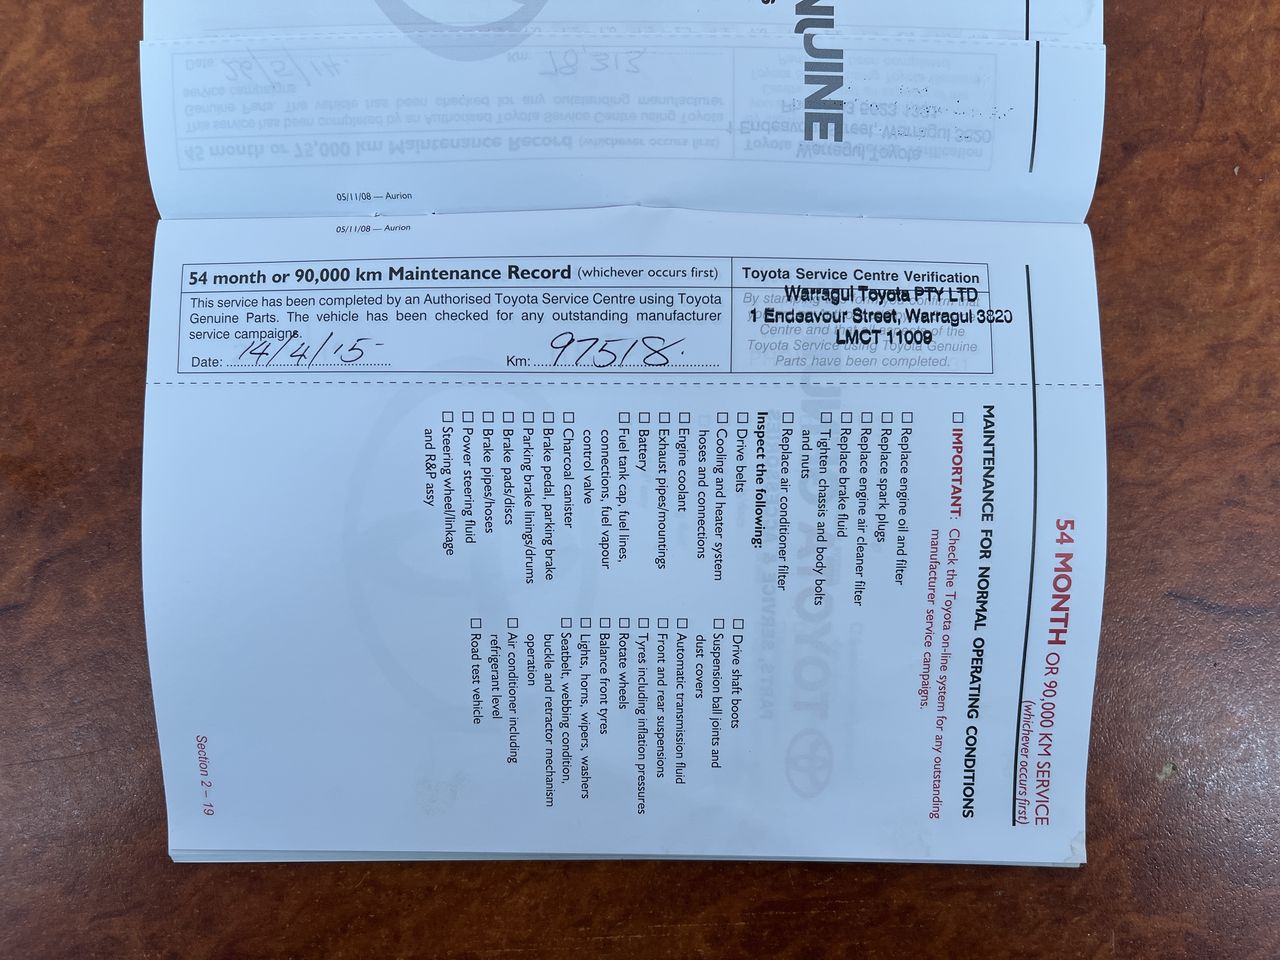 NUINE
05/11/08 — Aurion
05/11/08 — Aurion
54 month or 90,000 km Maintenance Record (whichever occurs first)
This service has been completed by an Authorised Toyota Service Centre using Toyota
Genuine Parts. The vehicle has been checked for any outstanding manufacturer
service campaigns.
Date: 14/4/15 Km: 97518
Toyota Service Centre Verification
Warragul Toyota PTY LTD
1 Endeavour Street, Warragul 3820
LMCT 11009
Centre and that all aspects of the
Toyota Service using Toyota Genuine
Parts have been completed.
54 MONTH OR 90,000 KM SERVICE
(whichever occurs first)
MAINTENANCE FOR NORMAL OPERATING CONDITIONS
☐ IMPORTANT: Check the Toyota on-line system for any outstanding
manufacturer service campaigns.
☐ Replace engine oil and filter
☐ Replace spark plugs
☐ Replace engine air cleaner filter
☐ Replace brake fluid
☐ Tighten chassis and body bolts
and nuts
☐ Replace air conditioner filter
Inspect the following:
☐ Drive belts
☐ Cooling and heater system
hoses and connections
☐ Engine coolant
☐ Exhaust pipes/mountings
☐ Battery
☐ Fuel tank cap, fuel lines,
connections, fuel vapour
control valve
☐ Charcoal canister
☐ Brake pedal, parking brake
☐ Parking brake linings/drums
☐ Brake pads/discs
☐ Brake pipes/hoses
☐ Power steering fluid
☐ Steering wheel/linkage
and R&P assy
☐ Drive shaft boots
☐ Suspension ball joints and
dust covers
☐ Automatic transmission fluid
☐ Front and rear suspensions
☐ Tyres including inflation pressures
☐ Rotate wheels
☐ Balance front tyres
☐ Lights, horns, wipers, washers
☐ Seatbelt, webbing condition,
buckle and retractor mechanism
operation
☐ Air conditioner including
refrigerant level
☐ Road test vehicle
Section 2 – 19